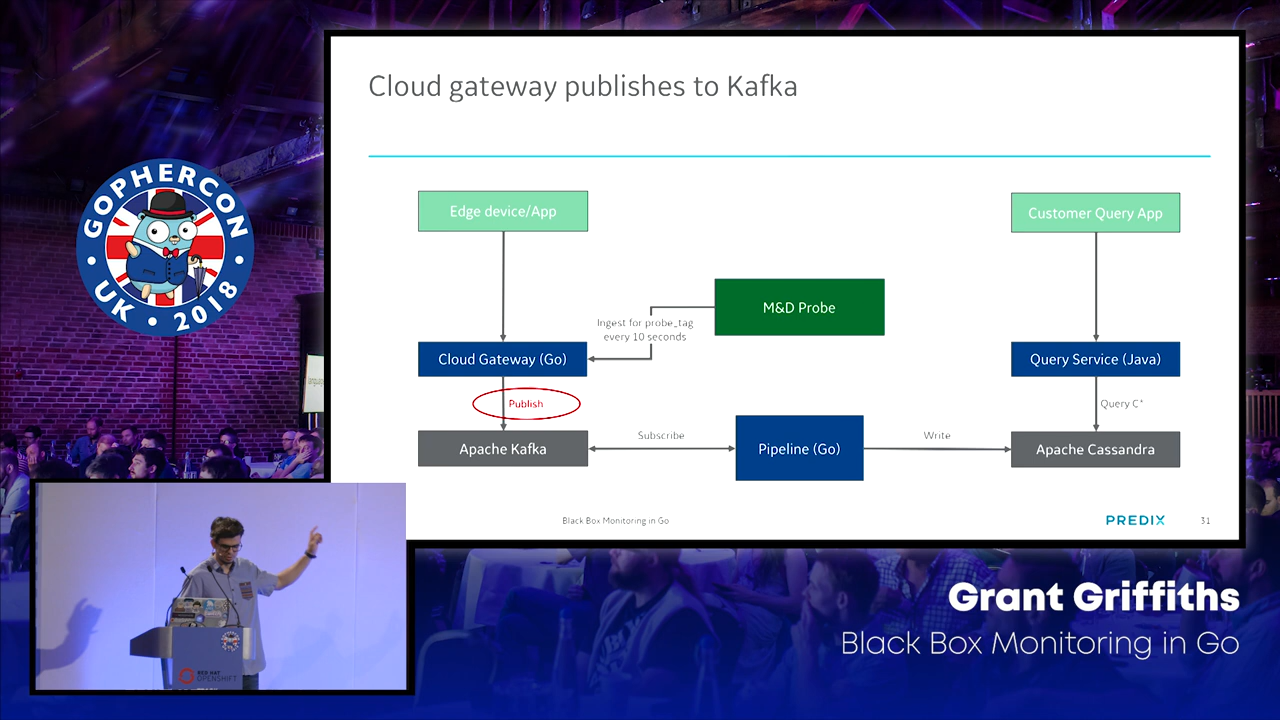 Cloud gateway publishes to Kafka
GOPHERCON
UK • 2018
Edge device/App
Customer Query App
M&D Probe
Ingest for probe_tag
every 10 seconds
Cloud Gateway (Go)
Query Service (Java)
Publish
Query C*
Apache Kafka
Subscribe
Pipeline (Go)
Write
Apache Cassandra
Black Box Monitoring in Go
PREDIX
31
RED HAT
OPENSHIFT
Grant Griffiths
Black Box Monitoring in Go